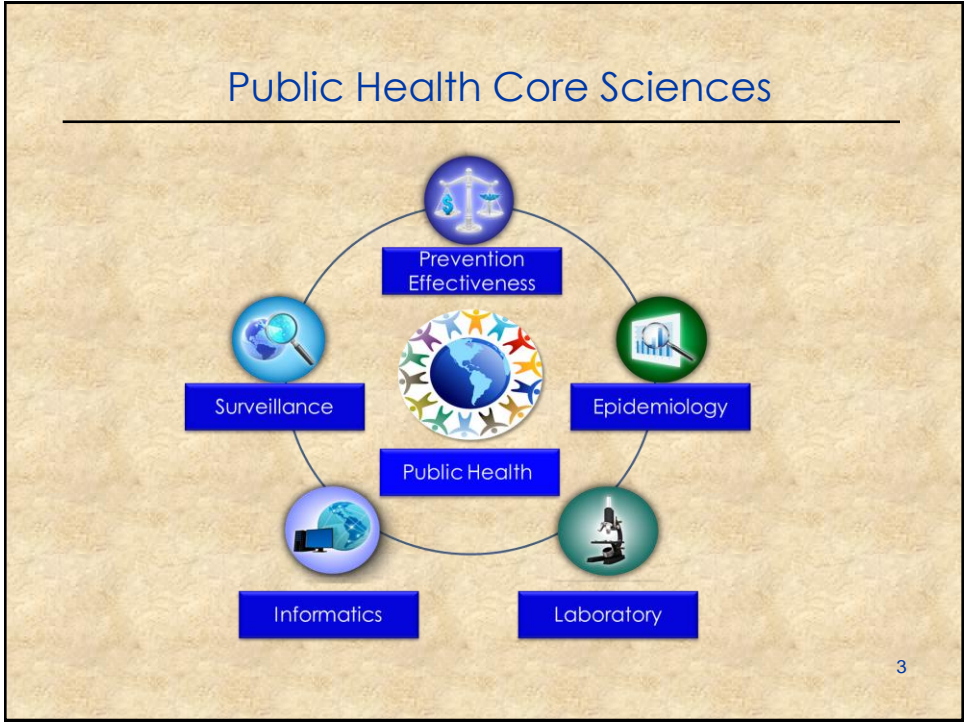 Public Health Core Sciences
$
Prevention
Effectiveness
Surveillance
Epidemiology
Public Health
Informatics
Laboratory
3